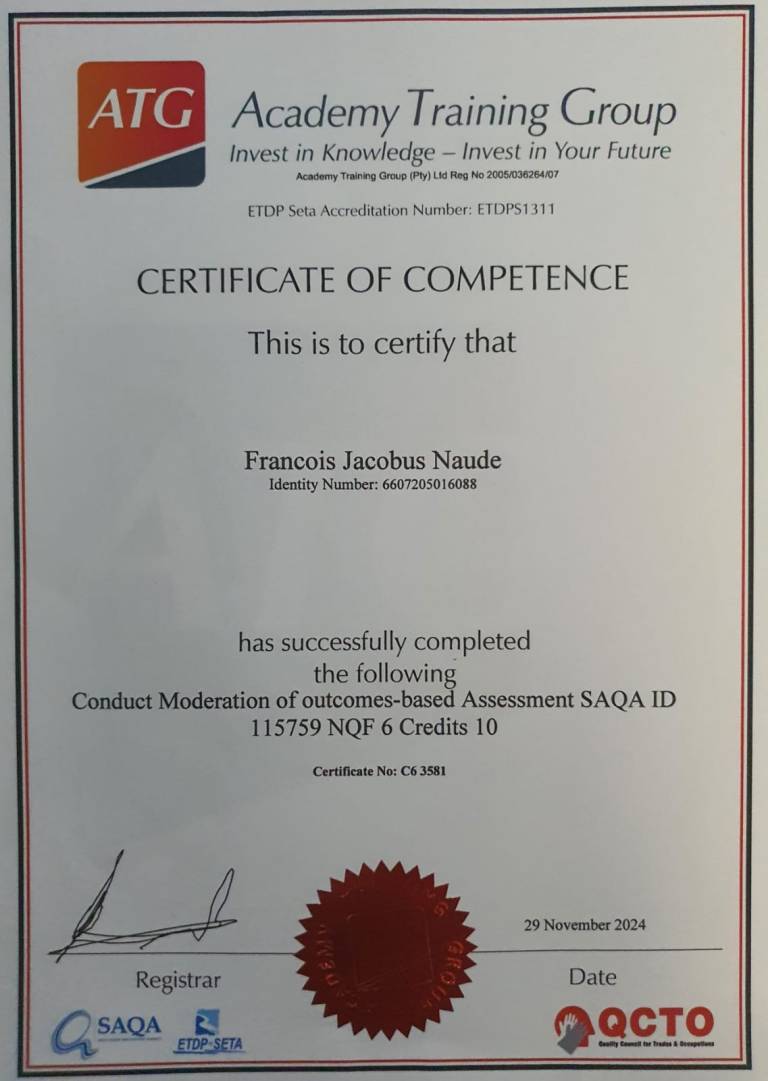 ATG
Academy Training Group
Invest in Knowledge – Invest in Your Future
Academy Training Group (Pty) Ltd Reg No 2005/036264/07
ETDP Seta Accreditation Number: ETDPS1311
CERTIFICATE OF COMPETENCE
This is to certify that
Francois Jacobus Naude
Identity Number: 6607205016088
has successfully completed
the following
Conduct Moderation of outcomes-based Assessment SAQA ID
115759 NQF 6 Credits 10
Certificate No: C6 3581
29 November 2024
Registrar
Date
SAQA
ETDP-SETA
QCTO
Quality Council for Trades & Occupations